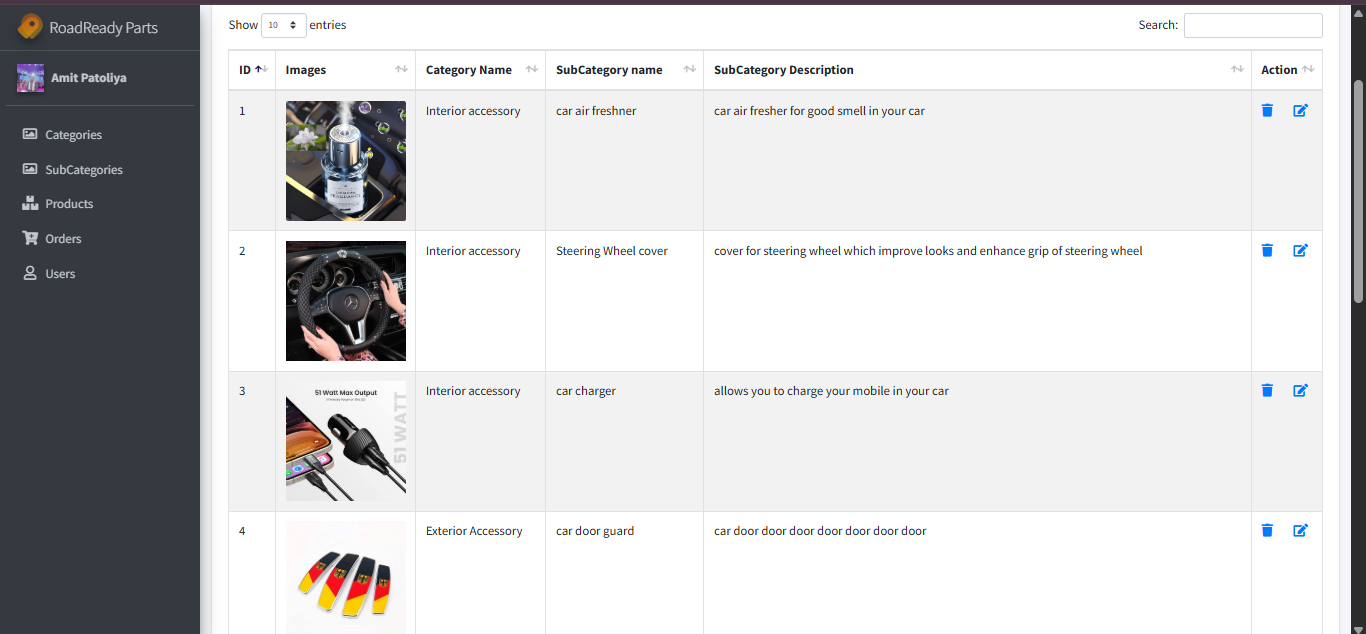 RoadReady Parts
Amit Patoliya
Categories
SubCategories
Products
Orders
Users
Show 10 entries
Search:
ID Images Category Name SubCategory name SubCategory Description Action
1 Interior accessory car air freshner car air fresher for good smell in your car
2 Interior accessory Steering Wheel cover cover for steering wheel which improve looks and enhance grip of steering wheel
3 Interior accessory car charger allows you to charge your mobile in your car
51 Watt Max Output
51 WATT
4 Exterior Accessory car door guard car door door door door door door door